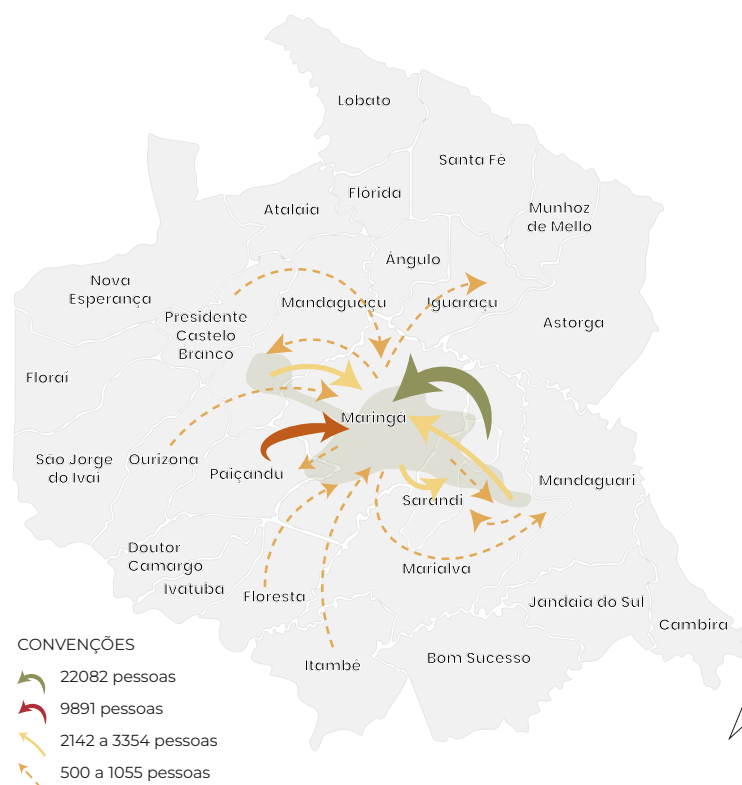 Lobato
Santa Fé
Flórida
Atalaia
Munhoz
de Mello
Ângulo
Nova
Esperança
Mandaguaçu
Iguaraçu
Presidente
Castelo
Branco
Astorga
Floraí
Maringá
São Jorge
do Ivaí
Ourizona
Paiçandu
Mandaguari
Sarandi
Doutor
Camargo
Marialva
Ivatuba
Floresta
Jandaia do Sul
Cambira
Itambé
Bom Sucesso
CONVENÇÕES
22082 pessoas
9891 pessoas
2142 a 3354 pessoas
500 a 1055 pessoas